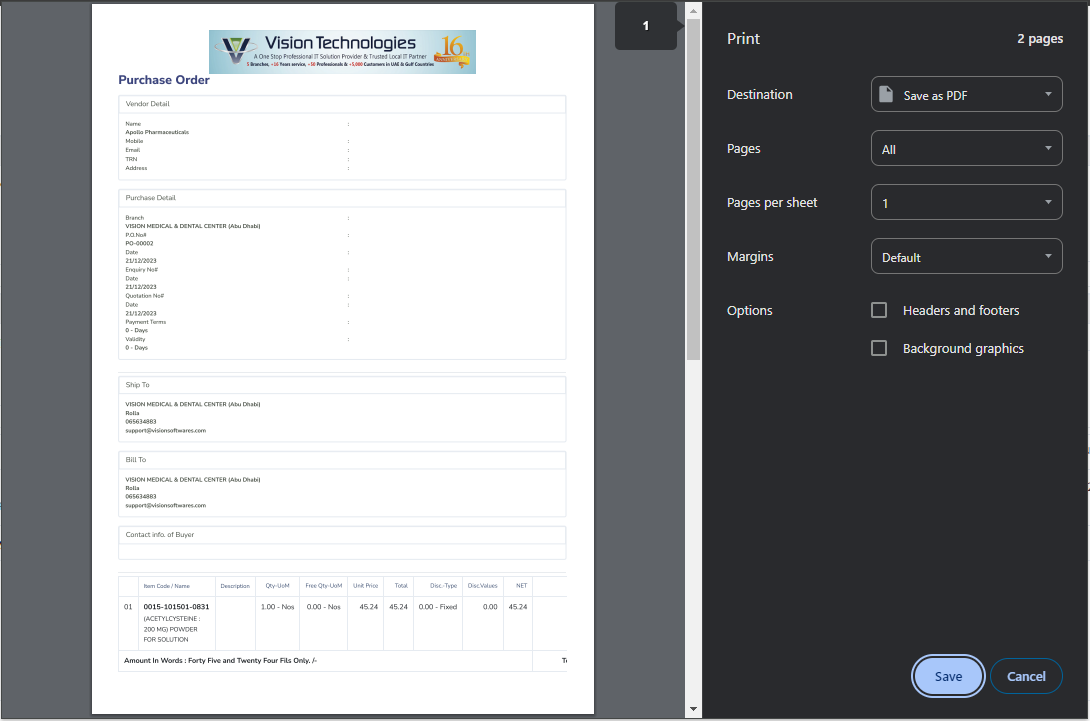 Vision Technologies
A One Stop Professional IT Solution Provider & Trusted Local IT Partner
5 Branches, +16 Years service, +50 Professionals & +5,000 Customers in UAE & Gulf Countries
16
Purchase Order
Vendor Detail
Name :
Apollo Pharmaceuticals
Mobile :
Email :
TRN :
Address :
Purchase Detail
Branch :
VISION MEDICAL & DENTAL CENTER (Abu Dhabi)
P.O.No# :
PO-00002
Date :
21/12/2023
Enquiry No# :
Date :
21/12/2023
Quotation No# :
Date :
21/12/2023
Payment Terms :
0 - Days
Validity :
0 - Days
Ship To
VISION MEDICAL & DENTAL CENTER (Abu Dhabi)
Rolla
065634883
support@visionsoftwares.com
Bill To
VISION MEDICAL & DENTAL CENTER (Abu Dhabi)
Rolla
065634883
support@visionsoftwares.com
Contact info. of Buyer
Item Code / Name Description Qty-UoM Free Qty-UoM Unit Price Total Disc.-Type Disc.Values NET
01 0015-101501-0831 1.00 - Nos 0.00 - Nos 45.24 45.24 0.00 - Fixed 0.00 45.24
(ACETYLCYSTEINE :
200 MG) POWDER
FOR SOLUTION
Amount In Words : Forty Five and Twenty Four Fils Only. /-
1
Print 2 pages
Destination Save as PDF
Pages All
Pages per sheet 1
Margins Default
Options Headers and footers
Background graphics
Save Cancel